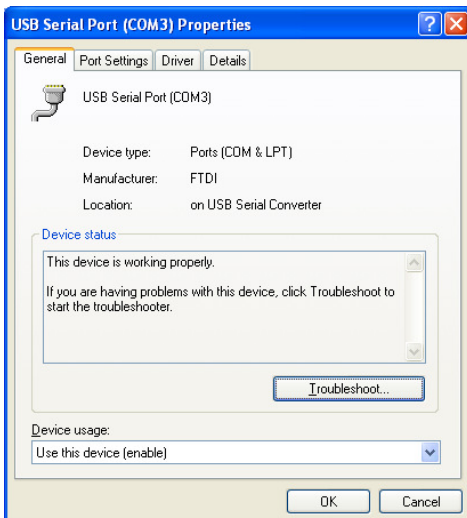 USB Serial Port (COM3) Properties
General Port Settings Driver Details
USB Serial Port (COM3)
Device type: Ports (COM & LPT)
Manufacturer: FTDI
Location: on USB Serial Converter
Device status
This device is working properly.
If you are having problems with this device, click Troubleshoot to
start the troubleshooter.
Troubleshoot...
Device usage:
Use this device (enable)
OK Cancel